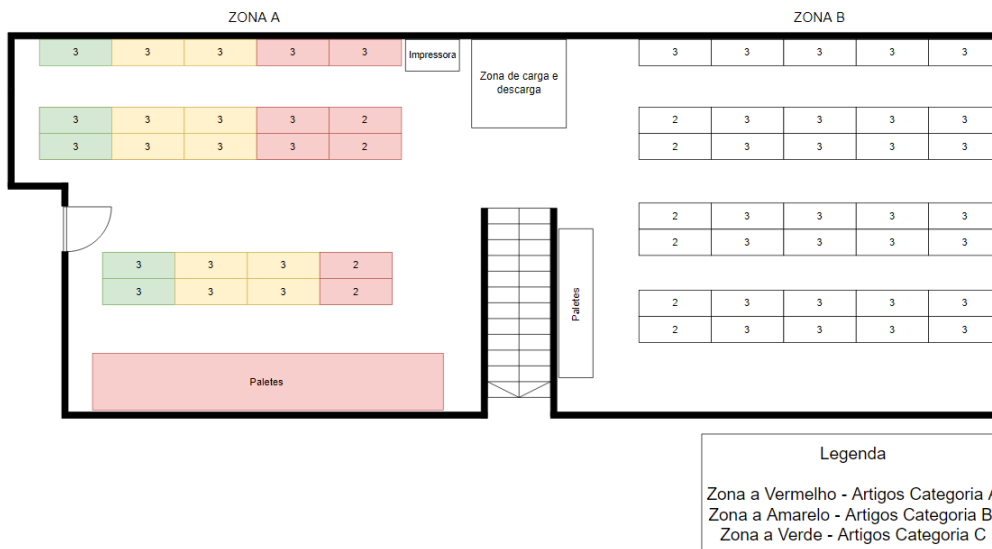 ZONA A
ZONA B
3 3 3 3 3
Impressora
Zona de carga e
descarga
3 3 3 3 3
3 3 3 3 2
3 3 3 3 2
2 3 3 3 3
2 3 3 3 3
2 3 3 3 3
2 3 3 3 3
3 3 3 2
3 3 3 2
Paletes
2 3 3 3 3
2 3 3 3 3
Paletes
Legenda
Zona a Vermelho - Artigos Categoria A
Zona a Amarelo - Artigos Categoria B
Zona a Verde - Artigos Categoria C